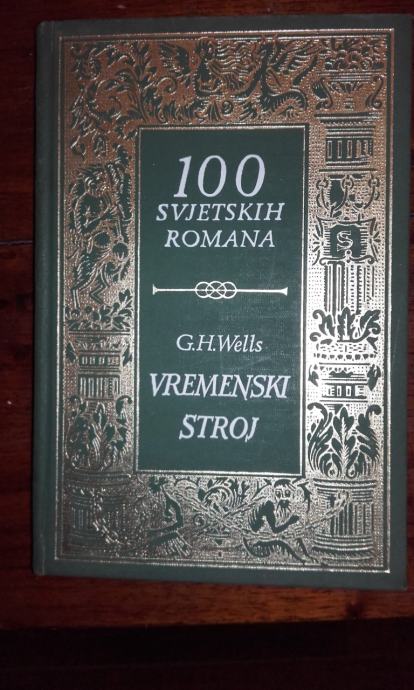 100
SVJETSKIH
ROMANA
G.H.Wells
VREMENSKI
STROJ
S